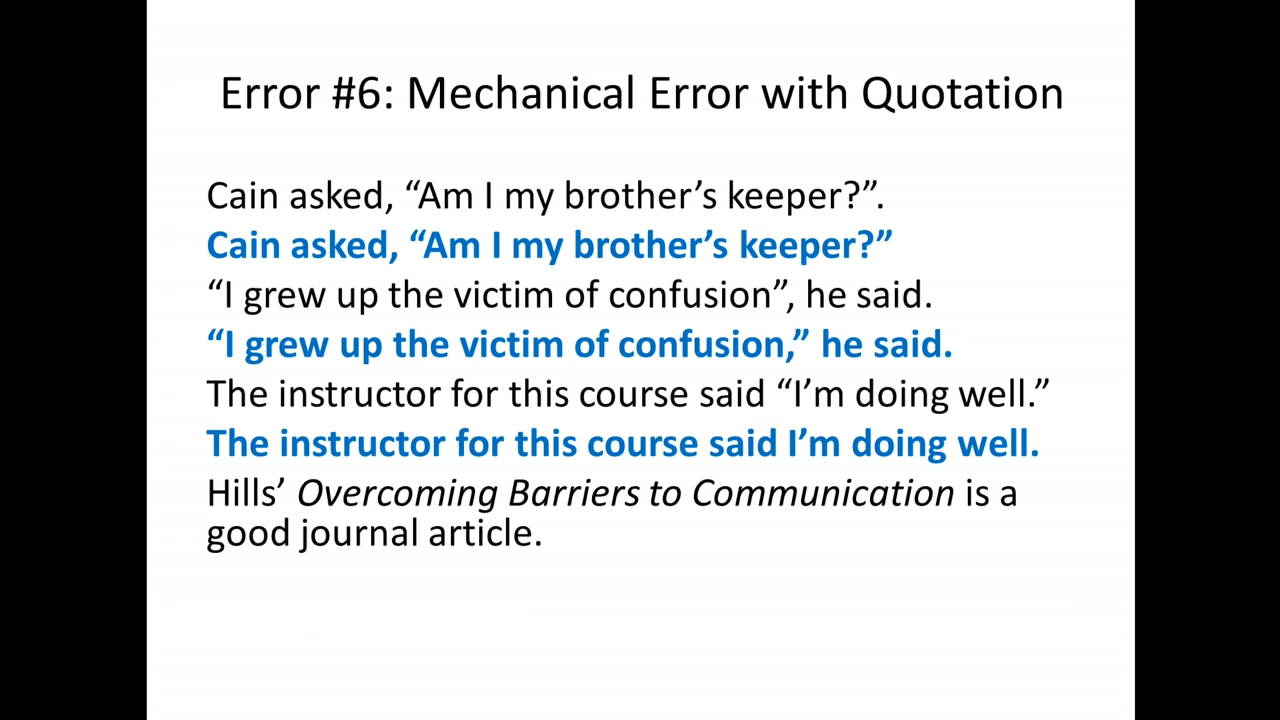 Error #6: Mechanical Error with Quotation
Cain asked, “Am I my brother’s keeper?”.
Cain asked, “Am I my brother’s keeper?”
“I grew up the victim of confusion”, he said.
“I grew up the victim of confusion,” he said.
The instructor for this course said “I’m doing well.”
The instructor for this course said I’m doing well.
Hills’ Overcoming Barriers to Communication is a
good journal article.